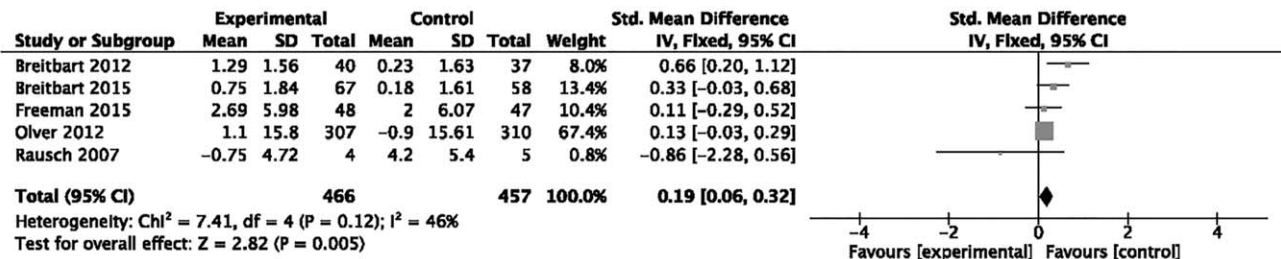 Experimental Control Std. Mean Difference Std. Mean Difference
Study or Subgroup Mean SD Total Mean SD Total Weight IV, Fixed, 95% CI IV, Fixed, 95% CI
Breitbart 2012 1.29 1.56 40 0.23 1.63 37 8.0% 0.66 [0.20, 1.12]
Breitbart 2015 0.75 1.84 67 0.18 1.61 58 13.4% 0.33 [−0.03, 0.68]
Freeman 2015 2.69 5.98 48 2 6.07 47 10.4% 0.11 [−0.29, 0.52]
Olver 2012 1.1 15.8 307 −0.9 15.61 310 67.4% 0.13 [−0.03, 0.29]
Rausch 2007 −0.75 4.72 4 4.2 5.4 5 0.8% −0.86 [−2.28, 0.56]
Total (95% CI) 466 457 100.0% 0.19 [0.06, 0.32]
Heterogeneity: Chi² = 7.41, df = 4 (P = 0.12); I² = 46%
Test for overall effect: Z = 2.82 (P = 0.005)
−4 −2 0 2 4
Favours [experimental] Favours [control]